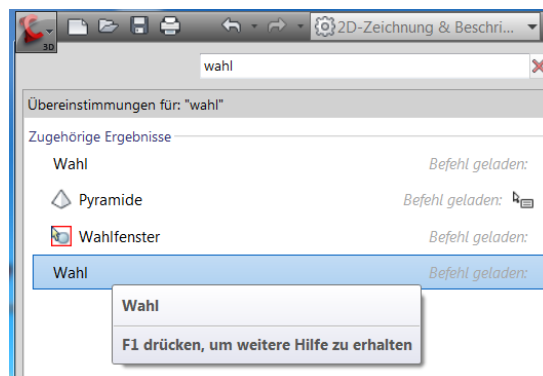 3D
2D-Zeichnung & Beschri...
wahl
Übereinstimmungen für: "wahl"
Zugehörige Ergebnisse
Wahl Befehl geladen:
Pyramide Befehl geladen:
Wahlfenster Befehl geladen:
Wahl Befehl geladen:
Wahl
F1 drücken, um weitere Hilfe zu erhalten